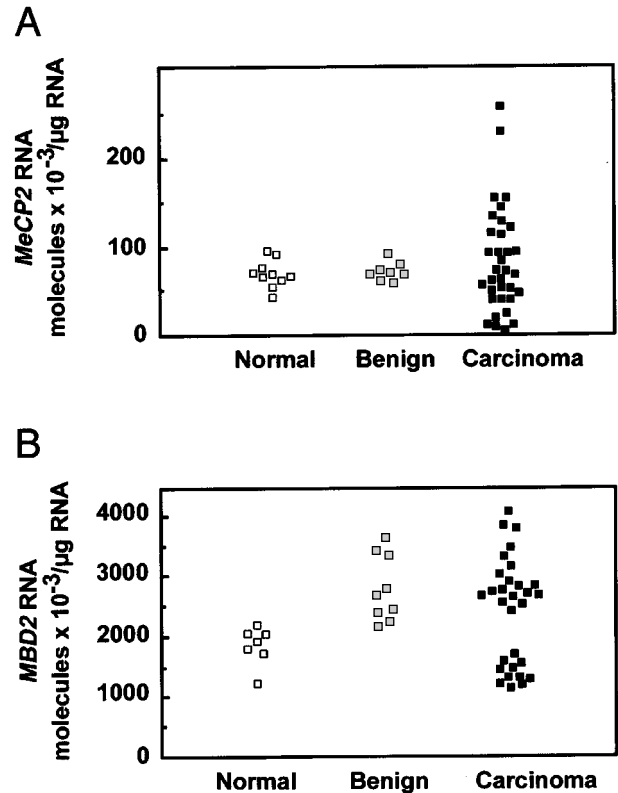 A
MeCP2 RNA
molecules x 10⁻³/µg RNA
200
100
0
Normal Benign Carcinoma
B
MBD2 RNA
molecules x 10⁻³/µg RNA
4000
3000
2000
1000
0
Normal Benign Carcinoma